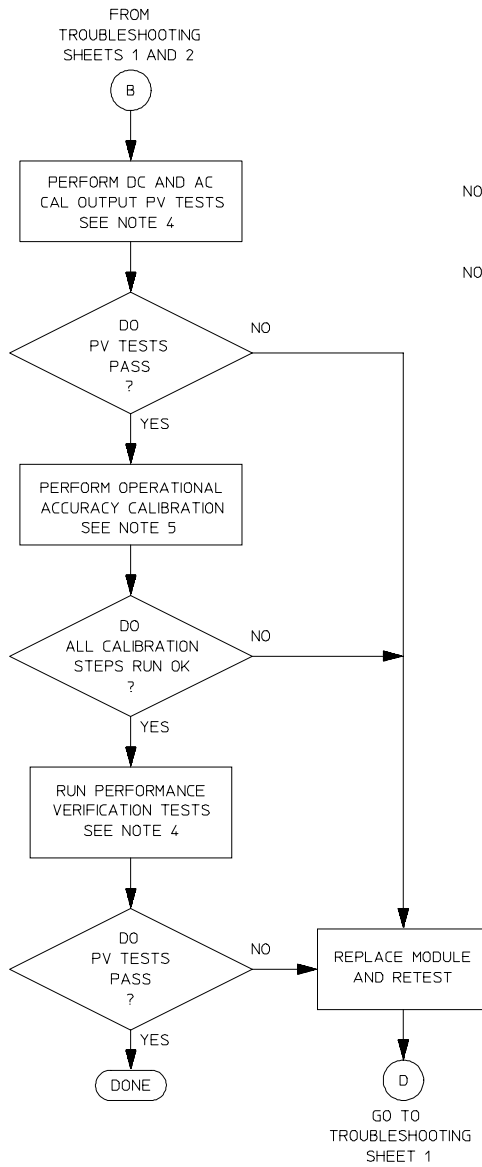 FROM
TROUBLESHOOTING
SHEETS 1 AND 2
B
PERFORM DC AND AC
CAL OUTPUT PV TESTS
SEE NOTE 4
NO
NO
DO
PV TESTS
PASS
?
NO
YES
PERFORM OPERATIONAL
ACCURACY CALIBRATION
SEE NOTE 5
DO
ALL CALIBRATION
STEPS RUN OK
?
NO
YES
RUN PERFORMANCE
VERIFICATION TESTS
SEE NOTE 4
DO
PV TESTS
PASS
?
NO
YES
DONE
REPLACE MODULE
AND RETEST
D
GO TO
TROUBLESHOOTING
SHEET 1